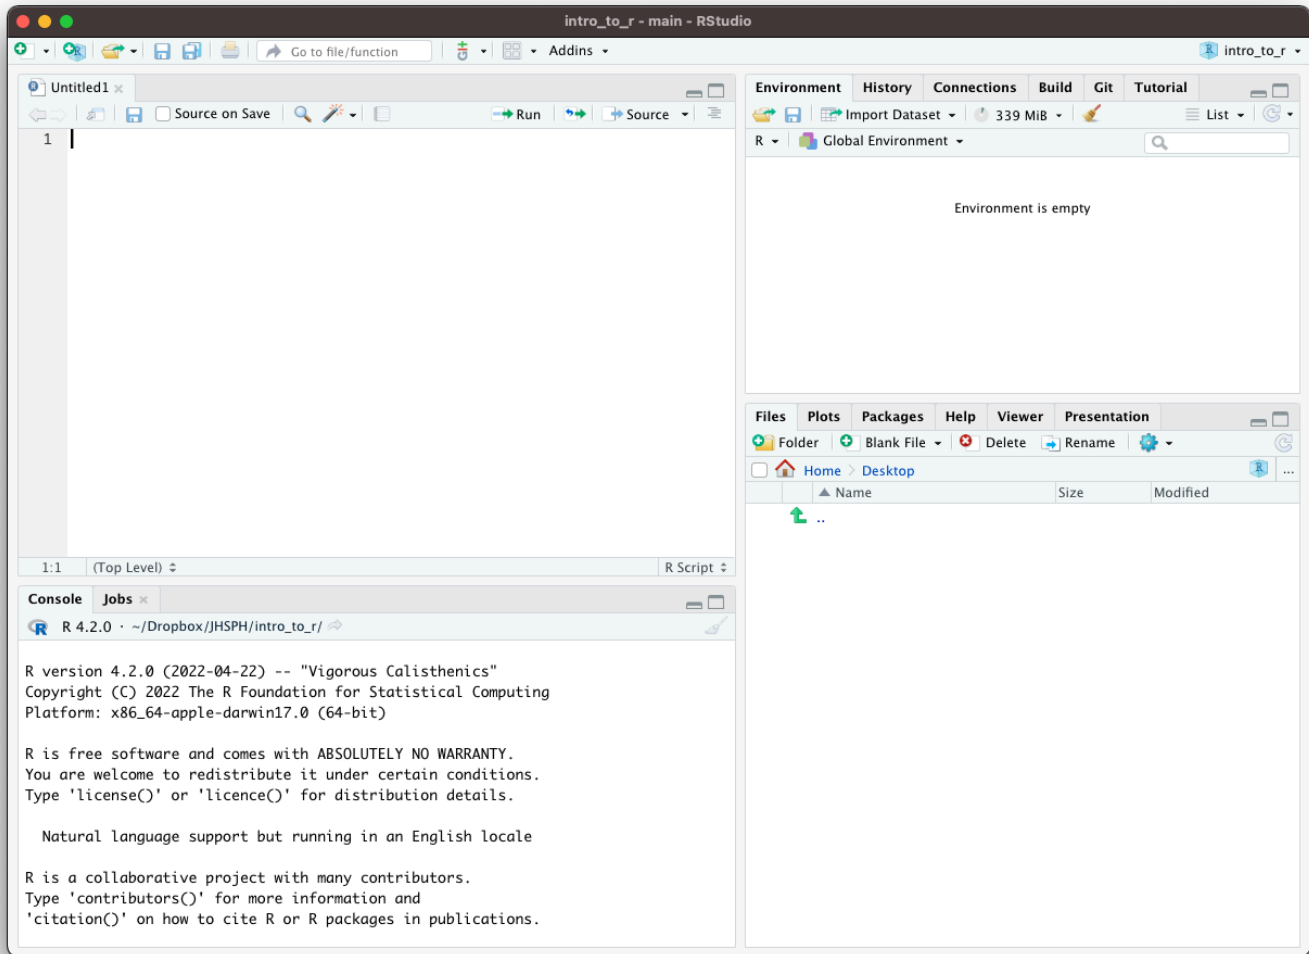 intro_to_r - main - RStudio
Go to file/function
Addins
intro_to_r
Untitled1
Source on Save
Run
Source
1
1:1
(Top Level)
R Script
Console
Jobs
R 4.2.0 · ~/Dropbox/JHSPH/intro_to_r/
R version 4.2.0 (2022-04-22) -- "Vigorous Calisthenics"
Copyright (C) 2022 The R Foundation for Statistical Computing
Platform: x86_64-apple-darwin17.0 (64-bit)
R is free software and comes with ABSOLUTELY NO WARRANTY.
You are welcome to redistribute it under certain conditions.
Type 'license()' or 'licence()' for distribution details.
Natural language support but running in an English locale
R is a collaborative project with many contributors.
Type 'contributors()' for more information and
'citation()' on how to cite R or R packages in publications.
Environment History Connections Build Git Tutorial
Import Dataset
339 MiB
List
R
Global Environment
Environment is empty
Files Plots Packages Help Viewer Presentation
Folder Blank File Delete Rename
Home Desktop
...
Name Size Modified
..